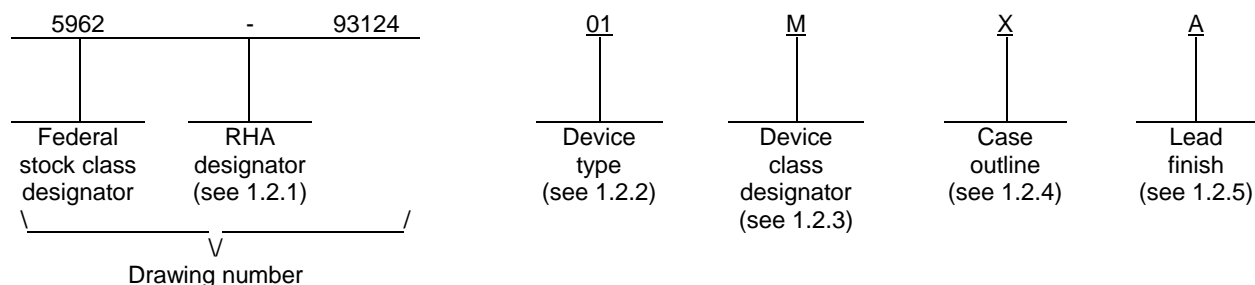 5962 - 93124 01 M X A
Federal stock class designator
RHA designator (see 1.2.1)
Device type (see 1.2.2)
Device class designator (see 1.2.3)
Case outline (see 1.2.4)
Lead finish (see 1.2.5)
\ /
\/
Drawing number